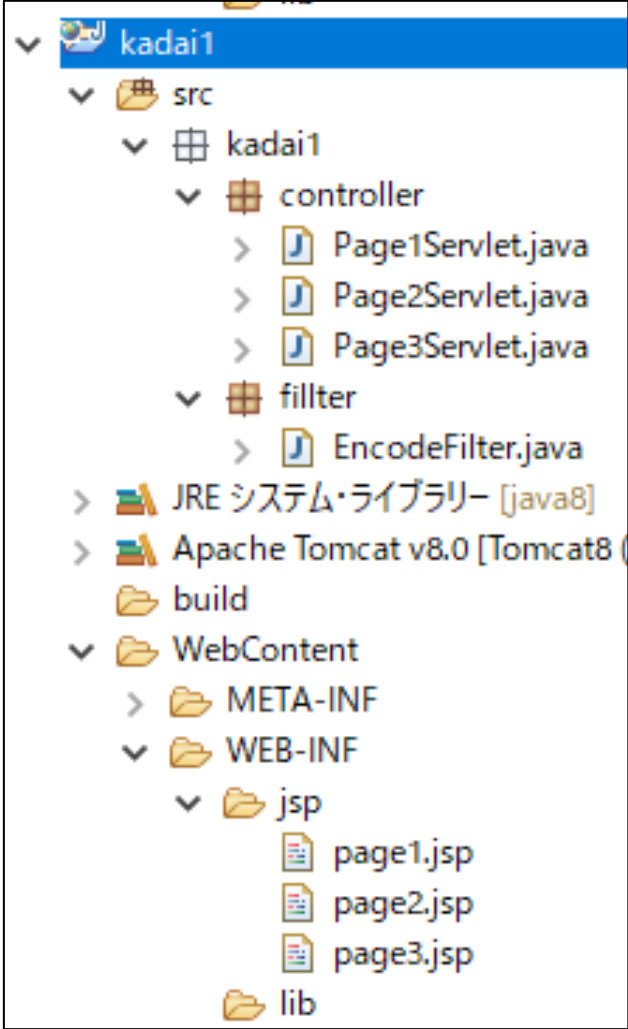 kadai1
src
kadai1
controller
Page1Servlet.java
Page2Servlet.java
Page3Servlet.java
fillter
EncodeFilter.java
JRE システム・ライブラリー [java8]
Apache Tomcat v8.0 [Tomcat8 (
build
WebContent
META-INF
WEB-INF
jsp
page1.jsp
page2.jsp
page3.jsp
lib